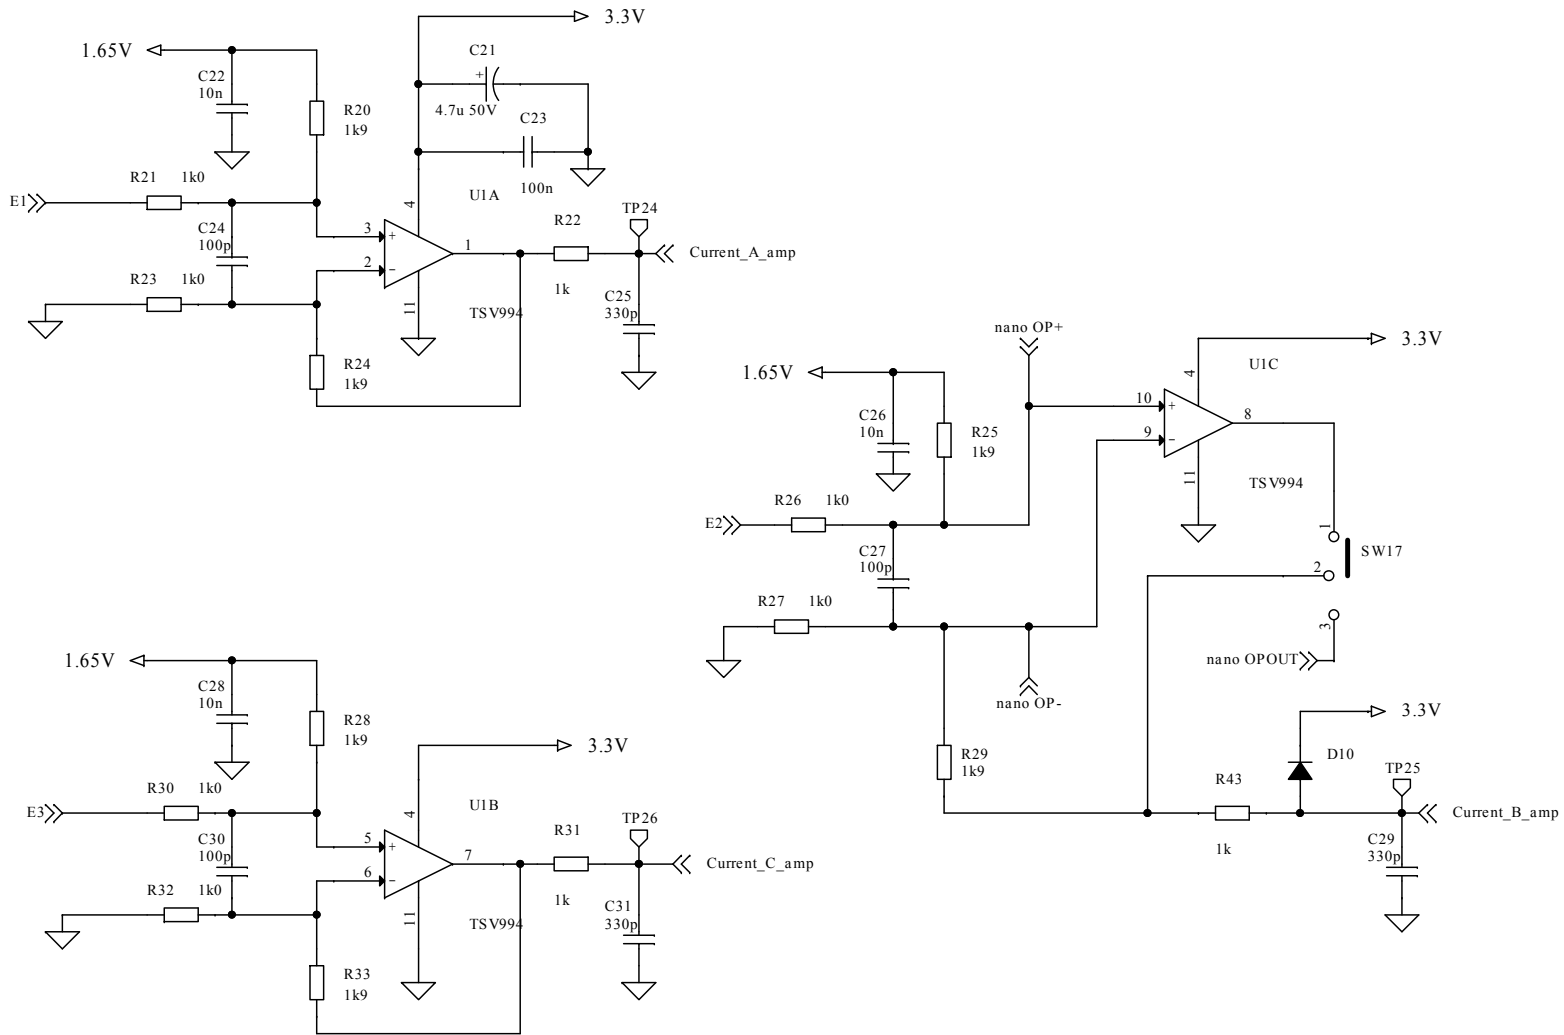 3.3V
1.65V
C22
10n
R20
1k9
C21
+
4.7u 50V
C23
100n
E1
R21 1k0
C24
100p
R23 1k0
U1A
4
3
+
2
−
1
11
TSV994
R22
1k
TP24
Current_A_amp
C25
330p
R24
1k9
nano OP+
3.3V
1.65V
C26
10n
R25
1k9
U1C
4
10
+
9
−
8
11
TSV994
E2
R26 1k0
C27
100p
R27 1k0
1
2
SW17
3
nano OPOUT
nano OP-
R29
1k9
3.3V
D10
R43
1k
TP25
Current_B_amp
C29
330p
1.65V
C28
10n
R28
1k9
3.3V
E3
R30 1k0
C30
100p
R32 1k0
U1B
4
5
+
6
−
7
11
TSV994
R31
1k
TP26
Current_C_amp
C31
330p
R33
1k9